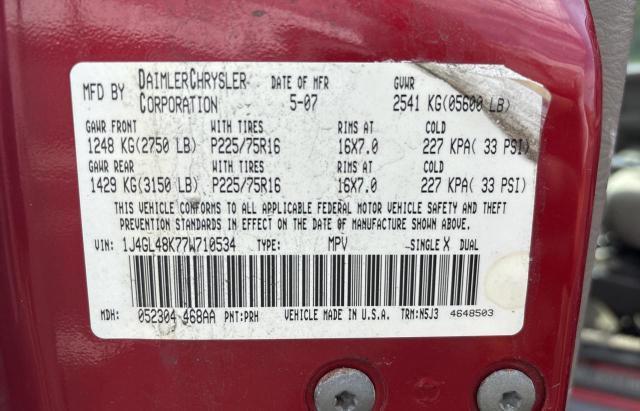 MFD BY DAIMLERCHRYSLER CORPORATION DATE OF MFR 5-07 GVWR 2541 KG(05600 LB)
GAWR FRONT WITH TIRES RIMS AT COLD
1248 KG(2750 LB) P225/75R16 16X7.0 227 KPA( 33 PSI)
GAWR REAR WITH TIRES RIMS AT COLD
1429 KG(3150 LB) P225/75R16 16X7.0 227 KPA( 33 PSI)
THIS VEHICLE CONFORMS TO ALL APPLICABLE FEDERAL MOTOR VEHICLE SAFETY AND THEFT
PREVENTION STANDARDS IN EFFECT ON THE DATE OF MANUFACTURE SHOWN ABOVE.
VIN: 1J4GL48K77W710534 TYPE: MPV -SINGLE X DUAL
MDH: 052304 468AA PNT:PRH VEHICLE MADE IN U.S.A. TRM:N5J3 4648503